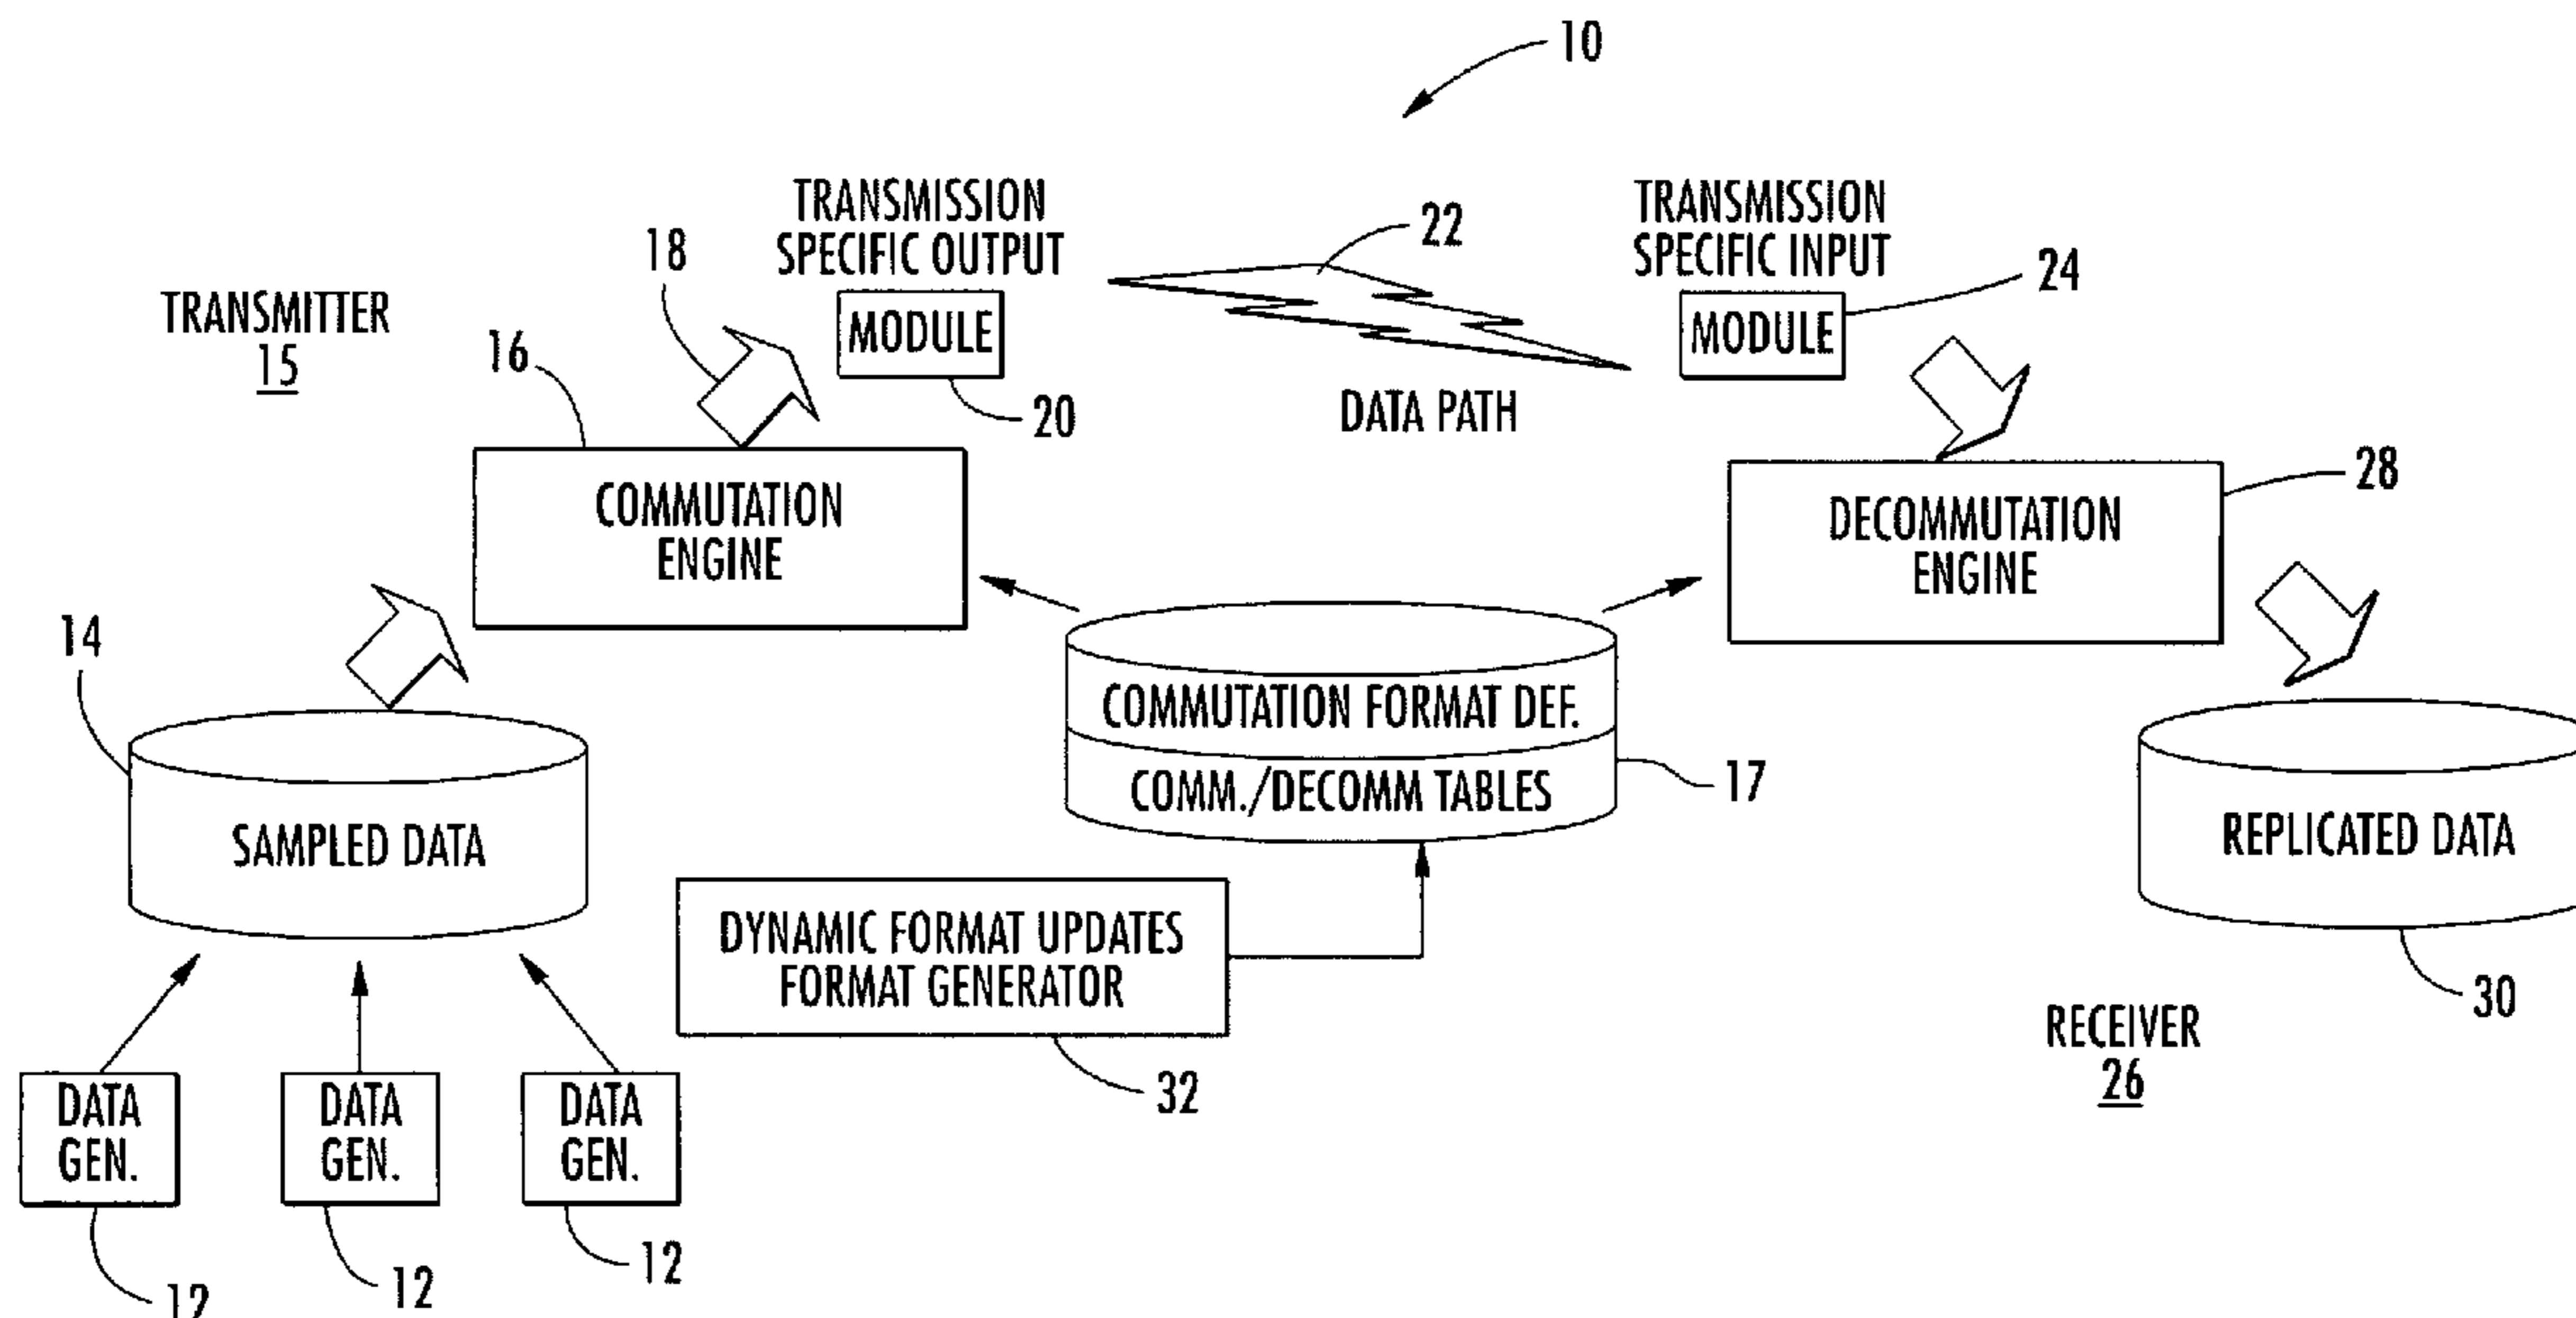 10
TRANSMISSION
SPECIFIC OUTPUT
MODULE
20
18
22
DATA PATH
TRANSMISSION
SPECIFIC INPUT
MODULE
24
TRANSMITTER
15
16
COMMUTATION
ENGINE
DECOMMUTATION
ENGINE
28
14
SAMPLED DATA
COMMUTATION FORMAT DEF.
COMM./DECOMM TABLES
17
REPLICATED DATA
30
DYNAMIC FORMAT UPDATES
FORMAT GENERATOR
32
RECEIVER
26
DATA
GEN.
12
DATA
GEN.
12
DATA
GEN.
12